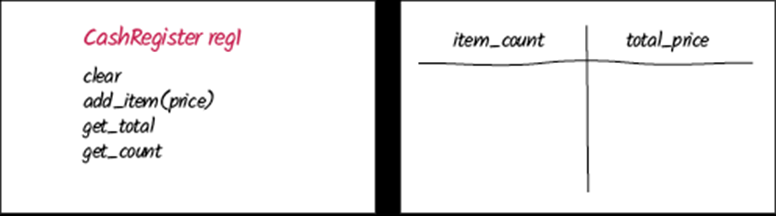 CashRegister reg1
clear
add_item(price)
get_total
get_count
item_count total_price